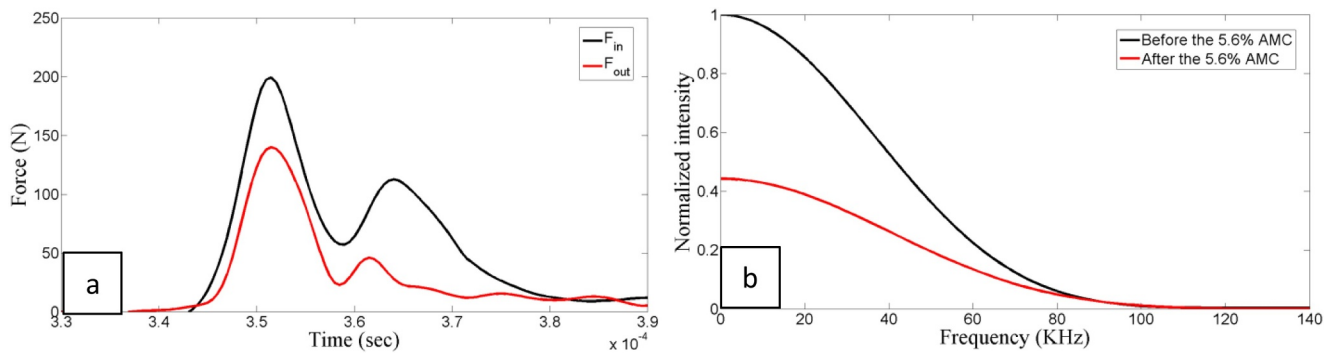 250
200
150
100
50
0
Force (N)
F in
F out
a
3.3
3.4
3.5
3.6
3.7
3.8
3.9
x 10⁻⁴
Time (sec)
1
0.8
0.6
0.4
0.2
0
Normalized intensity
Before the 5.6% AMC
After the 5.6% AMC
b
0
20
40
60
80
100
120
140
Frequency (KHz)